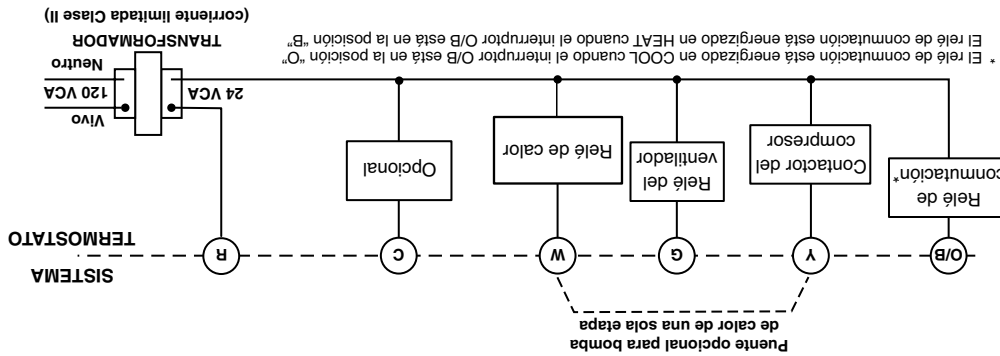 Puente opcional para bomba
de calor de una sola etapa
SISTEMA
TERMOSTATO
O/B
Y
G
W
C
R
Relé de
conmutación*
Contactor del
compresor
Relé del
ventilador
Relé de calor
Opcional
24 VCA
Vivo
120 VCA
Neutro
TRANSFORMADOR
(corriente limitada Clase II)
* El relé de conmutación está energizado en COOL cuando el interruptor O/B está en la posición “O”
El relé de conmutación está energizado en HEAT cuando el interruptor O/B está en la posición “B”